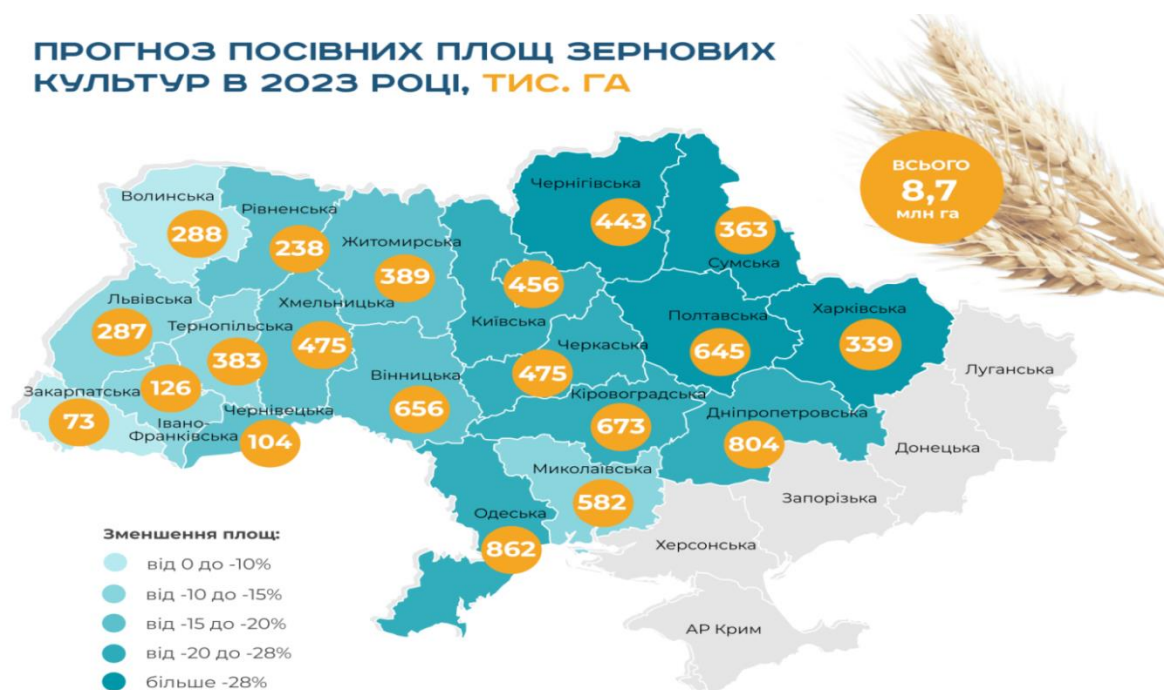 ПРОГНОЗ ПОСІВНИХ ПЛОЩ ЗЕРНОВИХ
КУЛЬТУР В 2023 РОЦІ, ТИС. ГА
ВСЬОГО
8,7
млн га
Волинська
288
Рівненська
238
Житомирська
389
Чернігівська
443
363
Сумська
456
Київська
Львівська
287
Тернопільська
383
Хмельницька
475
Вінницька
656
Черкаська
475
Полтавська
645
Харківська
339
Луганська
Закарпатська
73
126
Івано-
Франківська
Чернівецька
104
Кіровоградська
673
Дніпропетровська
804
Донецька
Миколаївська
582
Запорізька
Одеська
862
Херсонська
АР Крим
Зменшення площ:
від 0 до -10%
від -10 до -15%
від -15 до -20%
від -20 до -28%
більше -28%